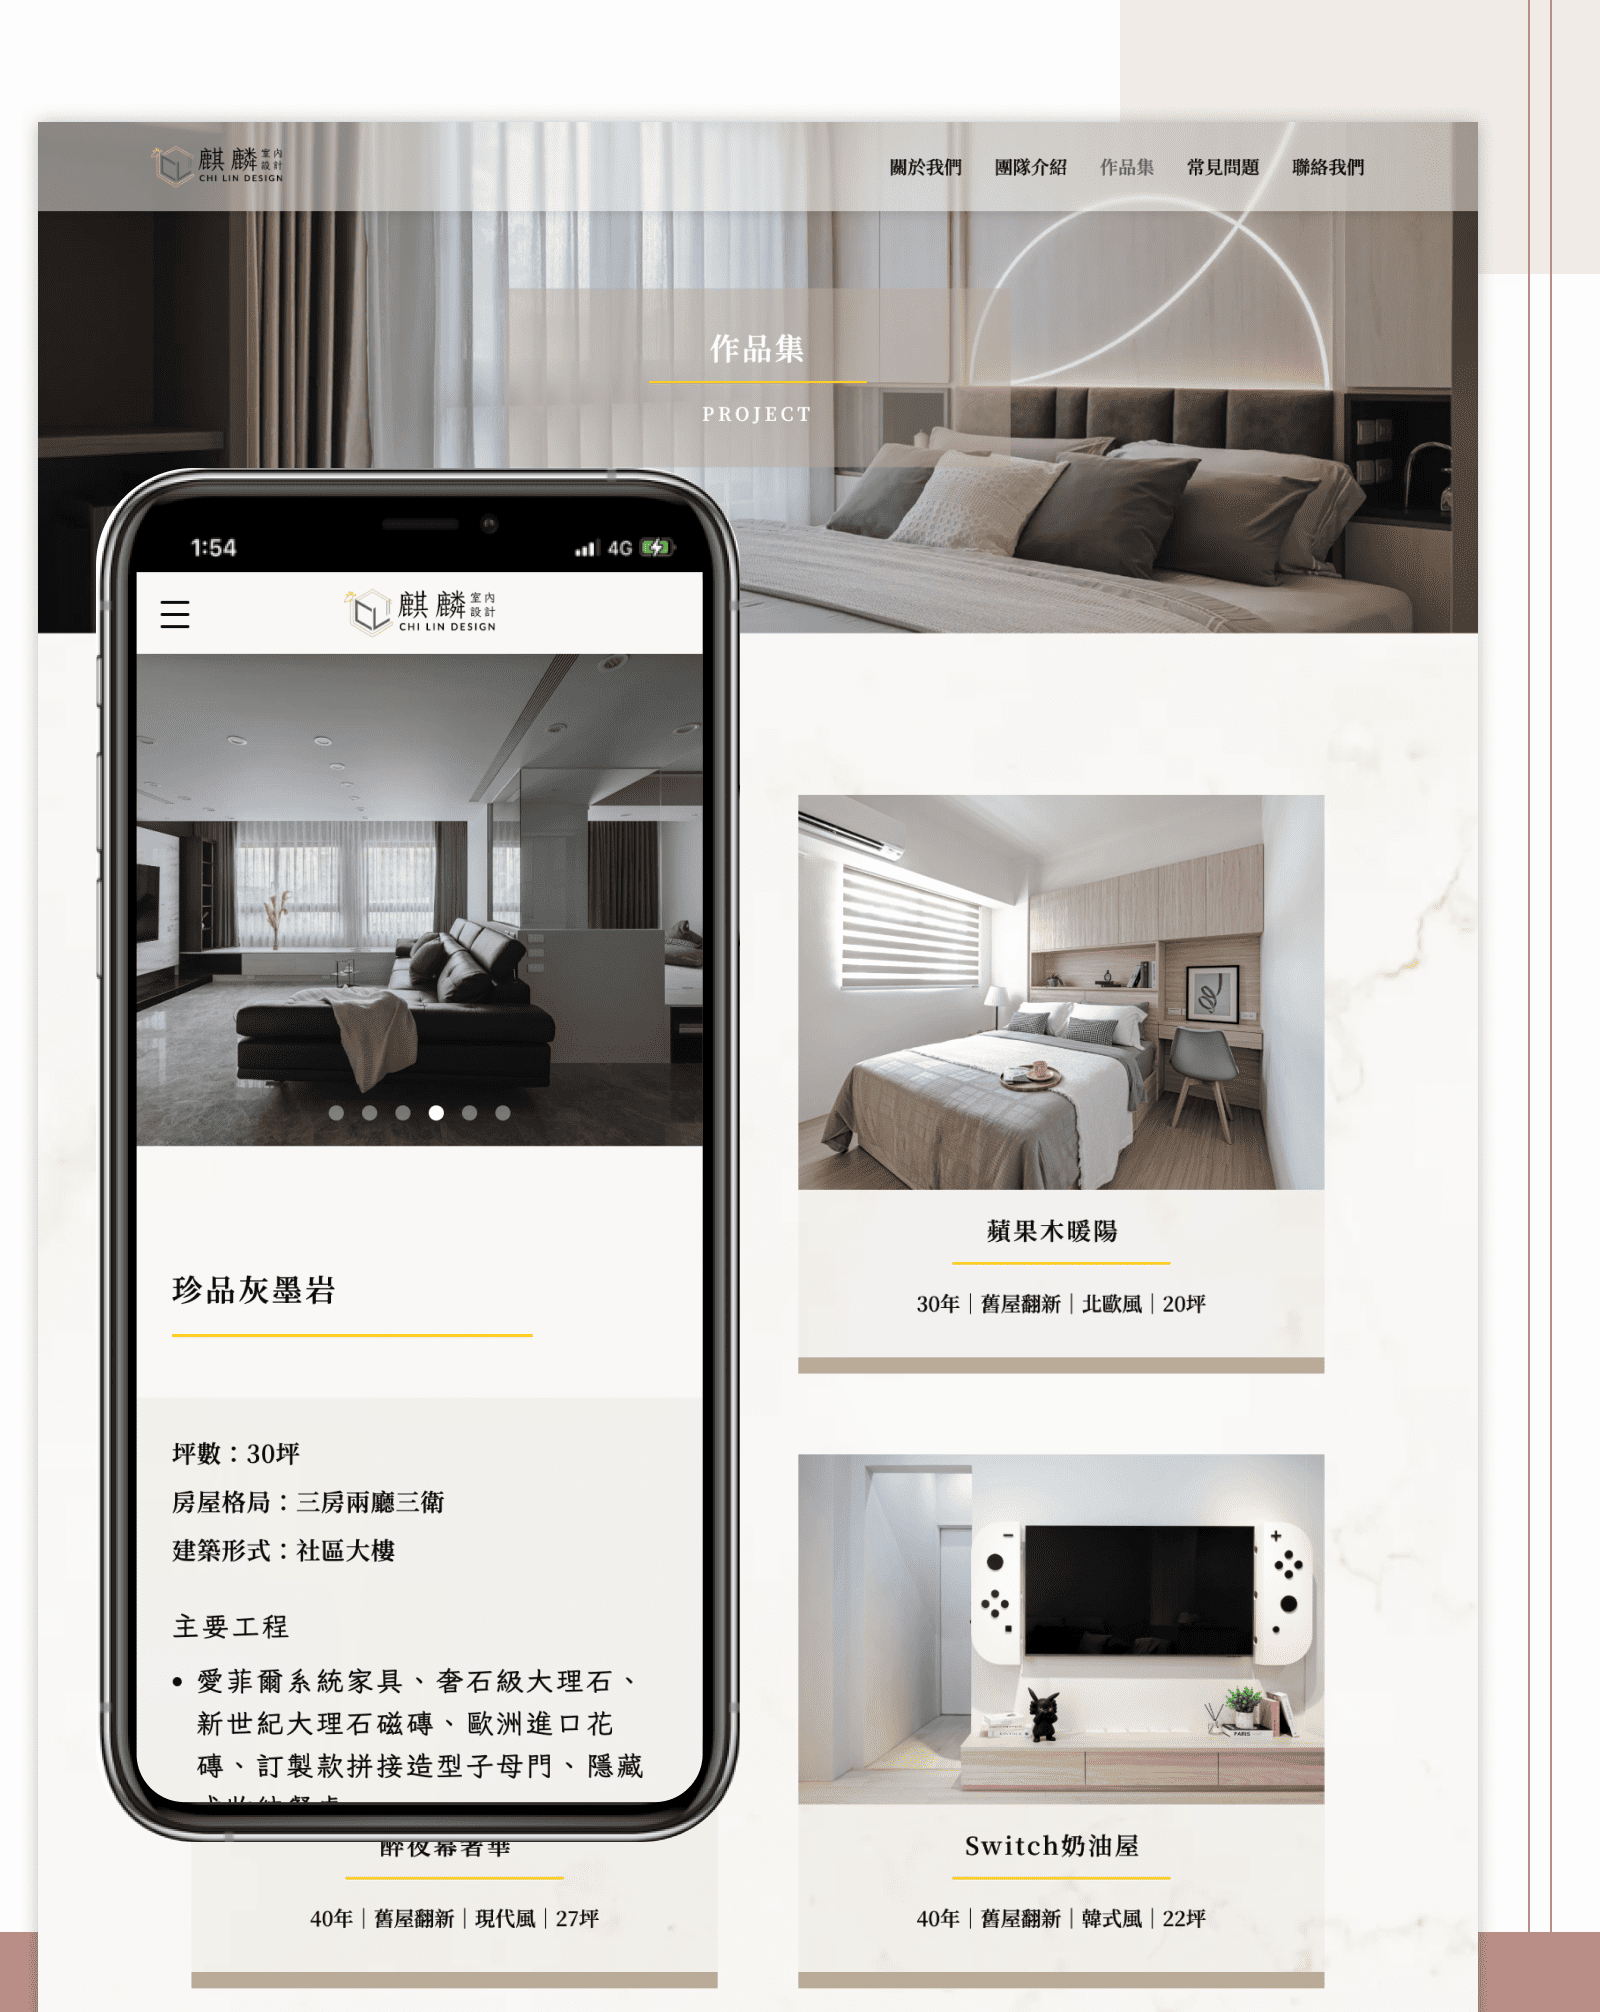 麒麟 室內設計
CHI LIN DESIGN
關於我們 團隊介紹 作品集 常見問題 聯絡我們
作品集
PROJECT
1:54 4G
麒麟 室內設計
CHI LIN DESIGN
珍品灰墨岩
坪數：30坪
房屋格局：三房兩廳三衛
建築形式：社區大樓
主要工程
• 愛菲爾系統家具、奢石級大理石、
新世紀大理石磁磚、歐洲進口花
磚、訂製款拼接造型子母門、隱藏
蘋果木暖陽
30年｜舊屋翻新｜北歐風｜20坪
PARIS
醉夜幕奢華
40年｜舊屋翻新｜現代風｜27坪
Switch奶油屋
40年｜舊屋翻新｜韓式風｜22坪